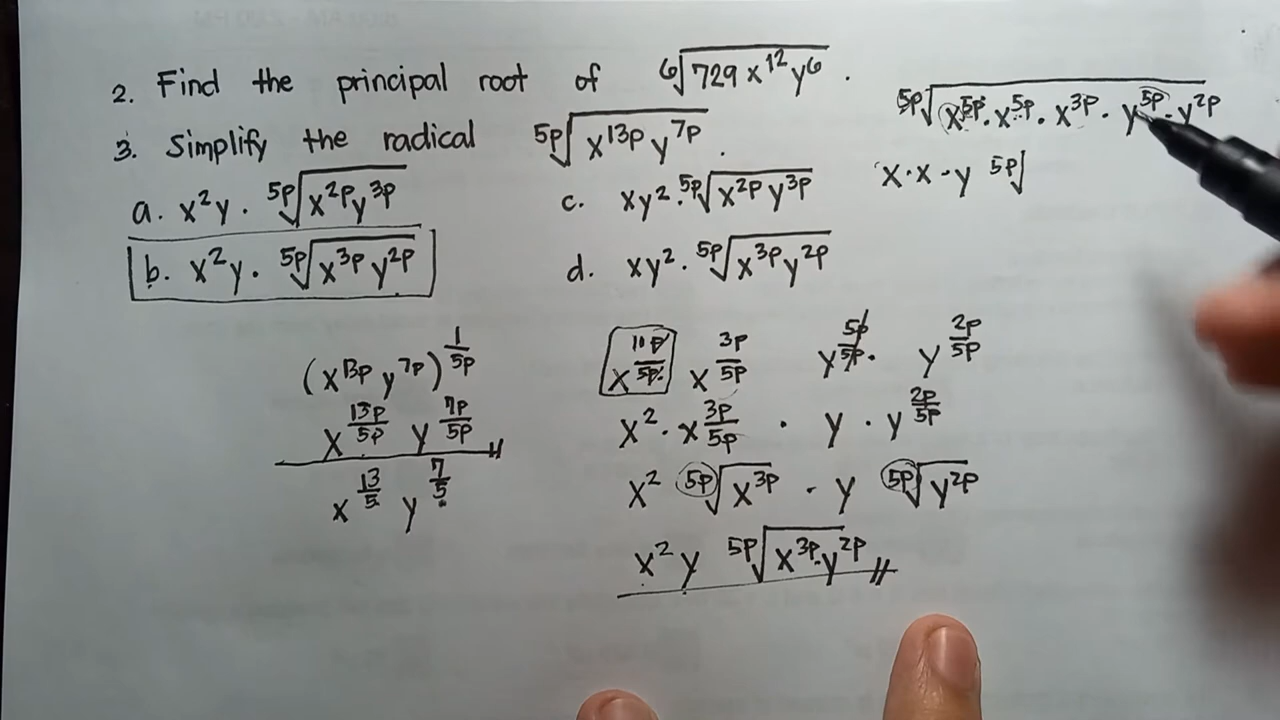 2. Find the principal root of ⁶√(729x¹²y⁶).
3. Simplify the radical ⁵ᵖ√(x¹³ᵖy⁷ᵖ).
a. x²y · ⁵ᵖ√(x²ᵖy³ᵖ)
b. x²y · ⁵ᵖ√(x³ᵖy²ᵖ)
c. xy² · ⁵ᵖ√(x²ᵖy³ᵖ)
d. xy² · ⁵ᵖ√(x³ᵖy²ᵖ)
⁵ᵖ√(x⁵ᵖ · x⁵ᵖ · x³ᵖ · y⁵ᵖ · y²ᵖ)
x · x · y ⁵ᵖ√
(x^13p y^7p)^(1/5p)
x^(13p/5p) y^(7p/5p)
x^(13/5) y^(7/5)
x^(10p/5p) x^(3p/5p) y^(5p/5p) · y^(2p/5p)
x² · x^(3p/5p) · y · y^(2p/5p)
x² ⁵ᵖ√(x³ᵖ) · y ⁵ᵖ√(y²ᵖ)
x²y ⁵ᵖ√(x³ᵖ·y²ᵖ)